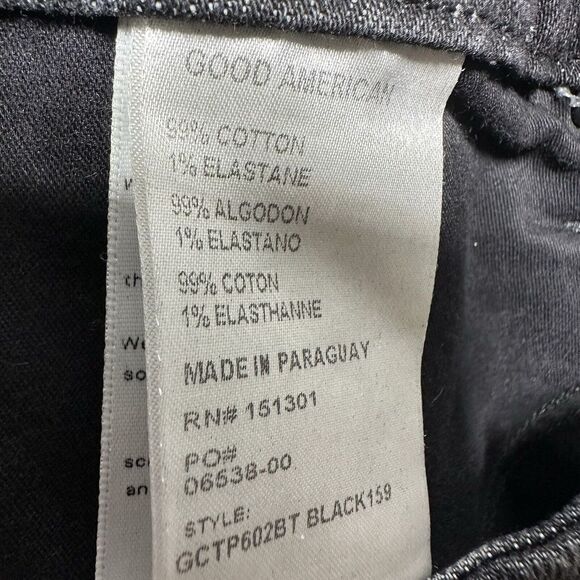 GOOD AMERICAN
99% COTTON
1% ELASTANE
99% ALGODON
1% ELASTANO
99% COTON
1% ELASTHANNE
MADE IN PARAGUAY
RN# 151301
PO#
06538-00
STYLE:
GCTP602BT BLACK159